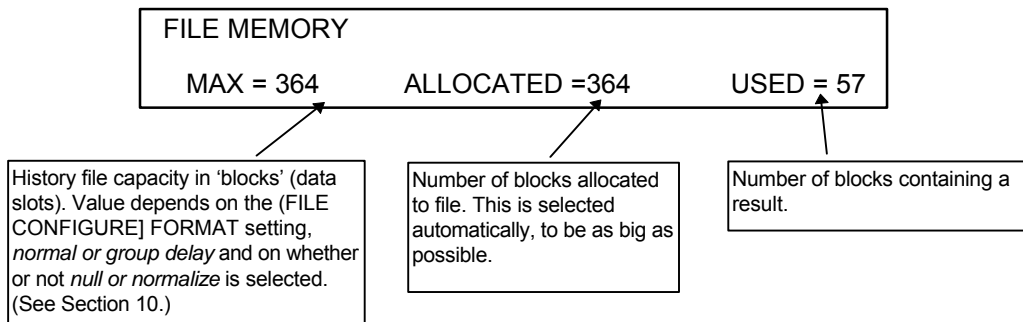 FILE MEMORY
MAX = 364 ALLOCATED =364 USED = 57
History file capacity in ‘blocks’ (data
slots). Value depends on the (FILE
CONFIGURE] FORMAT setting,
normal or group delay and on whether
or not null or normalize is selected.
(See Section 10.)
Number of blocks allocated
to file. This is selected
automatically, to be as big as
possible.
Number of blocks containing a
result.